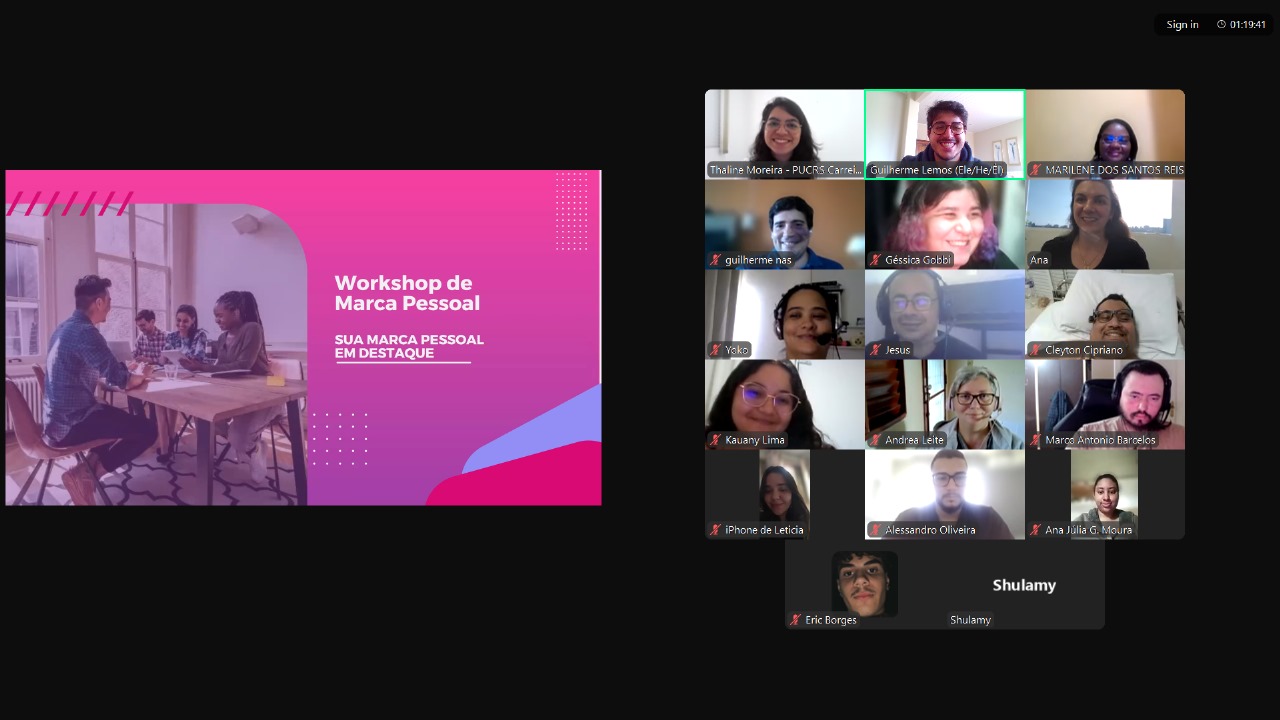 Sign in
01:19:41
Workshop de
Marca Pessoal
SUA MARCA PESSOAL
EM DESTAQUE
Thaline Moreira - PUCRS Carrei...
Guilherme Lemos (Ele/He/Él)
MARILENE DOS SANTOS REIS
guilherme nas
Géssica Gobbi
Ana
Yoko
Jesus
Cleyton Cipriano
Kauany Lima
Andrea Leite
Marco Antonio Barcelos
iPhone de Leticia
Alessandro Oliveira
Ana Júlia G. Moura
Eric Borges
Shulamy
Shulamy